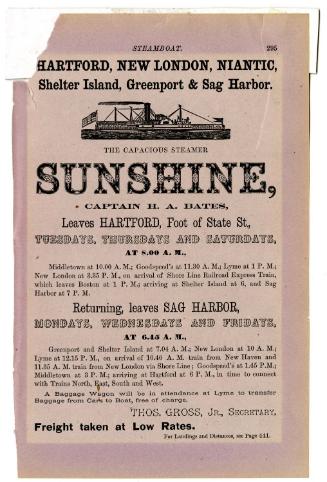 STEAMBOAT. 295
HARTFORD, NEW LONDON, NIANTIC,
Shelter Island, Greenport & Sag Harbor.
THE CAPACIOUS STEAMER
SUNSHINE,
CAPTAIN H. A. BATES,
Leaves HARTFORD, Foot of State St.,
TUESDAYS, THURSDAYS AND SATURDAYS,
AT 8.00 A. M.,
Middletown at 10.00 A. M.; Goodspeed's at 11.30 A. M.; Lyme at 1 P. M.;
New London at 3.35 P. M., on arrival of Shore Line Railroad Express Train,
which leaves Boston at 1 P. M.; arriving at Shelter Island at 6, and Sag
Harbor at 7 P. M.
Returning, leaves SAG HARBOR,
MONDAYS, WEDNESDAYS AND FRIDAYS,
AT 6.45 A. M.,
Greenport and Shelter Island at 7.04 A. M.; New London at 10 A. M.;
Lyme at 12.15 P. M., on arrival of 10.40 A. M. train from New Haven and
11.35 A. M. train from New London via Shore Line; Goodspeed's at 1.45 P.M.;
Middletown at 3 P. M.; arriving at Hartford at 6 P. M., in time to connect
with Trains North, East, South and West.
A Baggage Wagon will be in attendance at Lyme to transfer
Baggage from Cars to Boat, free of charge.
THOS. GROSS, JR., SECRETARY.
Freight taken at Low Rates.
For Landings and Distances, see Page 441.